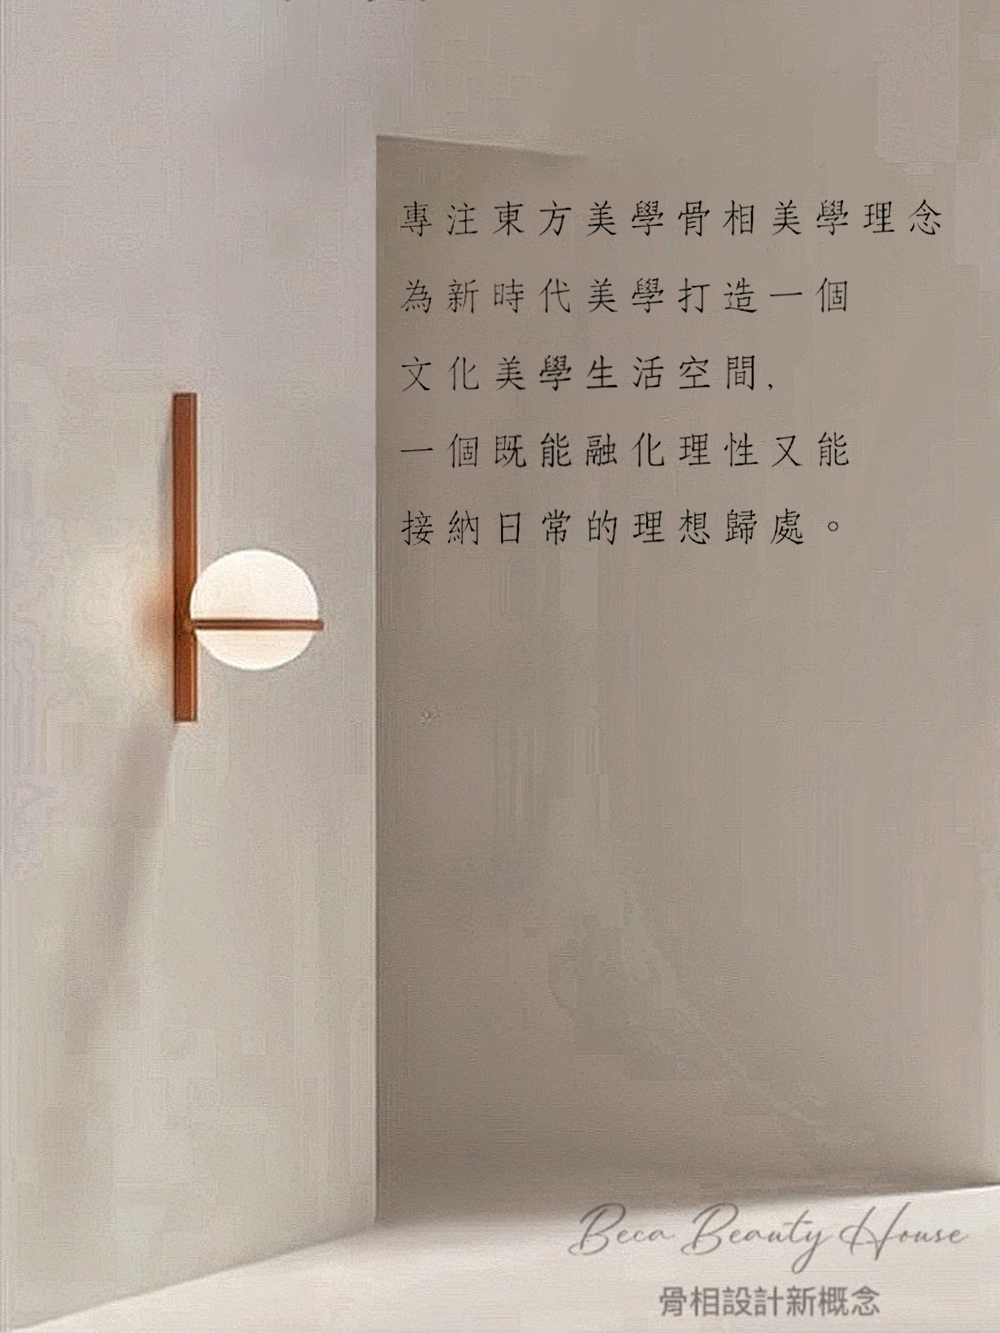 專注東方美學骨相美學理念
為新時代美學打造一個
文化美學生活空間,
一個既能融化理性又能
接納日常的理想歸處。
Beca Beauty House
骨相設計新概念